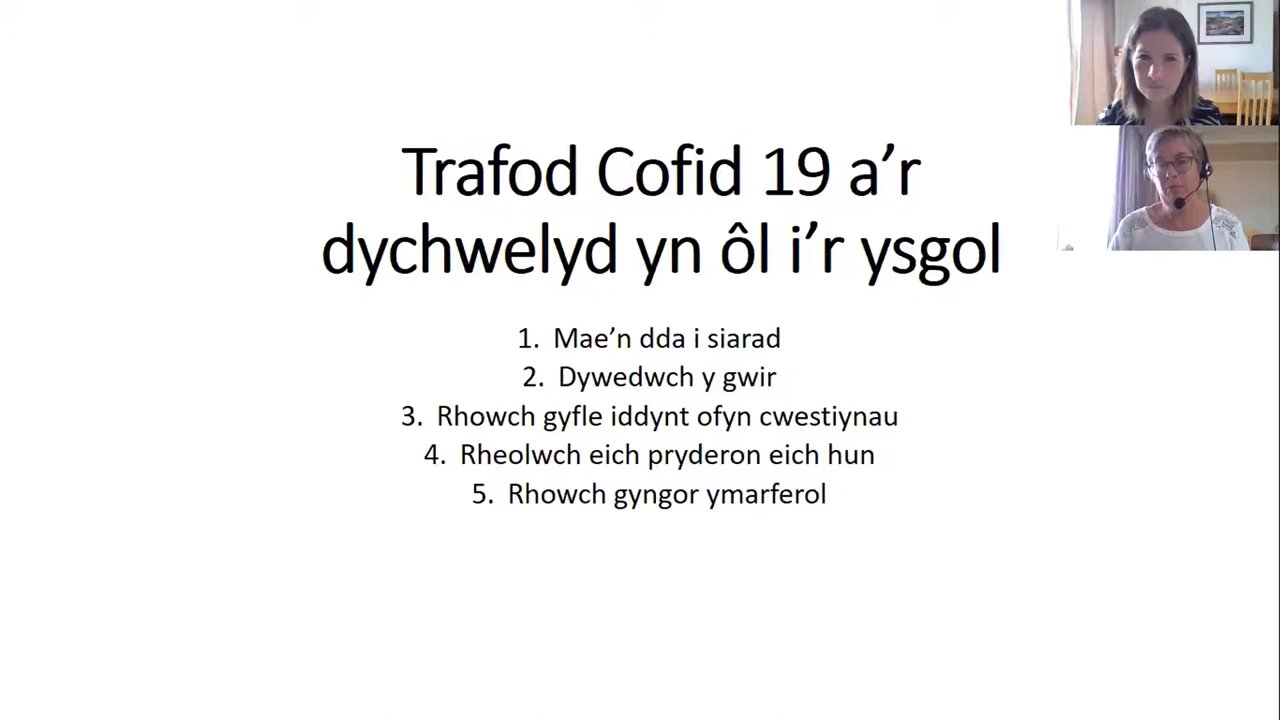 Trafod Cofid 19 a’r
dychwelyd yn ôl i’r ysgol
1. Mae’n dda i siarad
2. Dywedwch y gwir
3. Rhowch gyfle iddynt ofyn cwestiynau
4. Rheolwch eich pryderon eich hun
5. Rhowch gyngor ymarferol